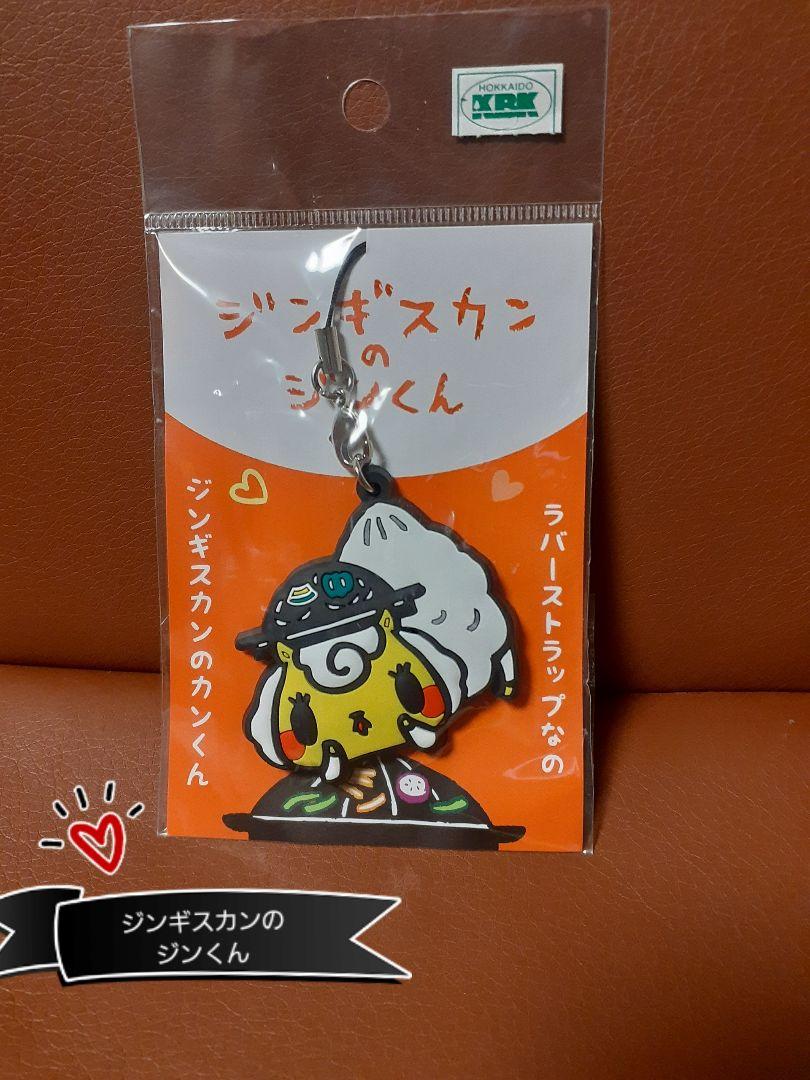 HOKKAIDO
KRK
ジンギスカン
の
ジンくん
ジンギスカンのカンくん
ラバーストラップなの
ジンギスカンの
ジンくん